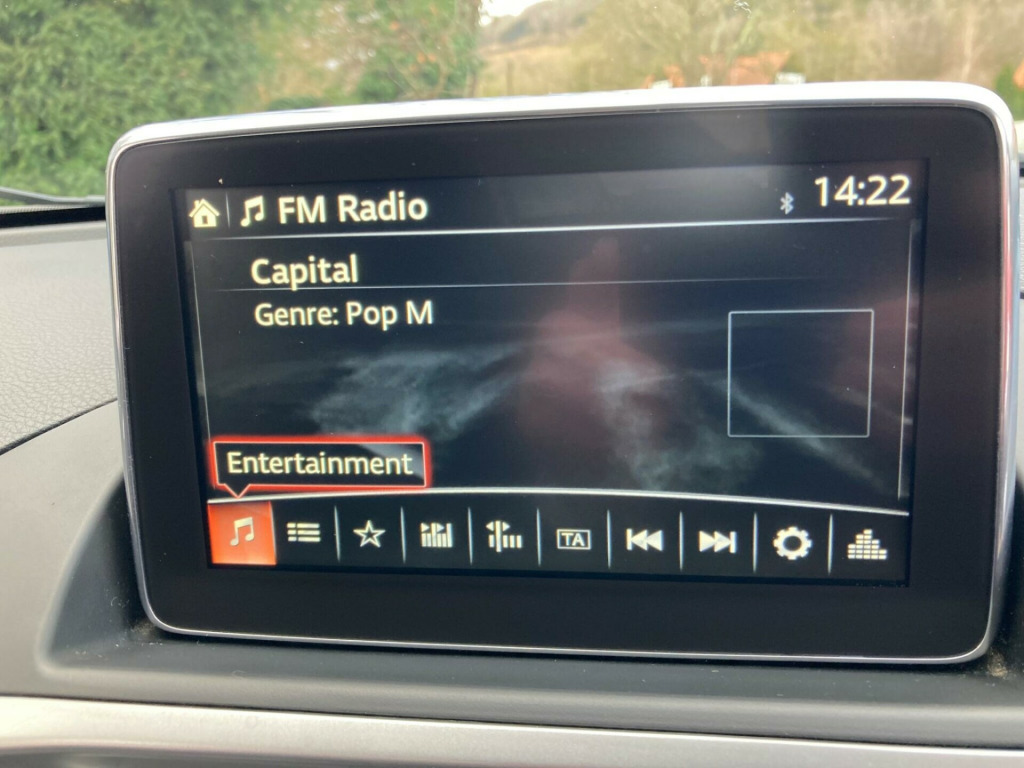 FM Radio
14:22
Capital
Genre: Pop M
Entertainment
TA